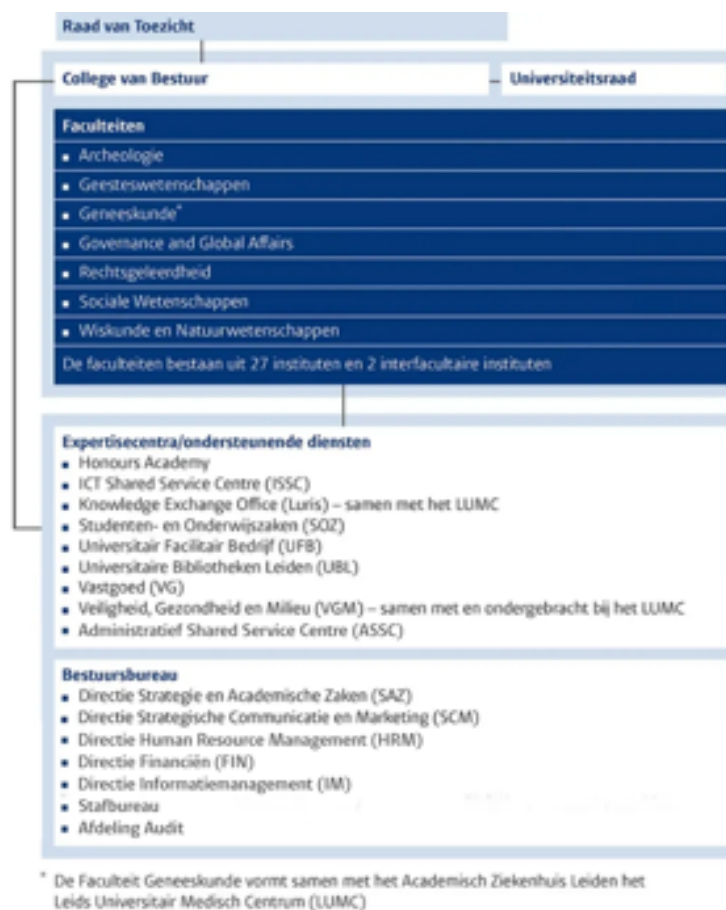 Raad van Toezicht
College van Bestuur
Universiteitsraad
Faculteiten
▪ Archeologie
▪ Geesteswetenschappen
▪ Geneeskunde*
▪ Governance and Global Affairs
▪ Rechtsgeleerdheid
▪ Sociale Wetenschappen
▪ Wiskunde en Natuurwetenschappen
De faculteiten bestaan uit 27 instituten en 2 interfacultaire instituten
Expertisecentra/ondersteunende diensten
▪ Honours Academy
▪ ICT Shared Service Centre (ISSC)
▪ Knowledge Exchange Office (Luris) – samen met het LUMC
▪ Studenten- en Onderwijszaken (SOZ)
▪ Universitair Facilitair Bedrijf (UFB)
▪ Universitaire Bibliotheken Leiden (UBL)
▪ Vastgoed (VG)
▪ Veiligheid, Gezondheid en Milieu (VGM) – samen met en ondergebracht bij het LUMC
▪ Administratief Shared Service Centre (ASSC)
Bestuursbureau
▪ Directie Strategie en Academische Zaken (SAZ)
▪ Directie Strategische Communicatie en Marketing (SCM)
▪ Directie Human Resource Management (HRM)
▪ Directie Financiën (FIN)
▪ Directie Informatiemanagement (IM)
▪ Stafbureau
▪ Afdeling Audit
* De Faculteit Geneeskunde vormt samen met het Academisch Ziekenhuis Leiden het
Leids Universitair Medisch Centrum (LUMC)